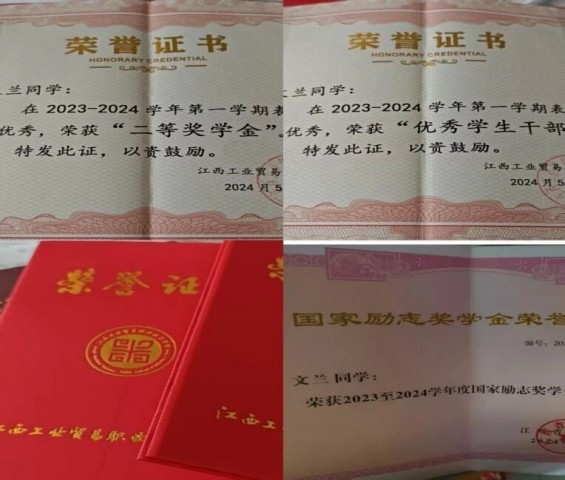 荣誉证书
HONORARY CREDENTIAL
文兰同学：
在 2023-2024 学年第一学期表
优秀，荣获“二等奖学金”。
特发此证，以资鼓励。
江西工业贸易
2024 月 5
荣誉证书
HONORARY CREDENTIAL
兰同学：
在 2023-2024 学年第一学期表
优秀，荣获“优秀学生干部
特发此证，以资鼓励。
江西工业贸易
2024 月 5
荣誉证
江西工业贸易职业
江西工
国家励志奖学金荣誉
编号：20
文兰同学：
荣获2023至2024学年度国家励志奖学